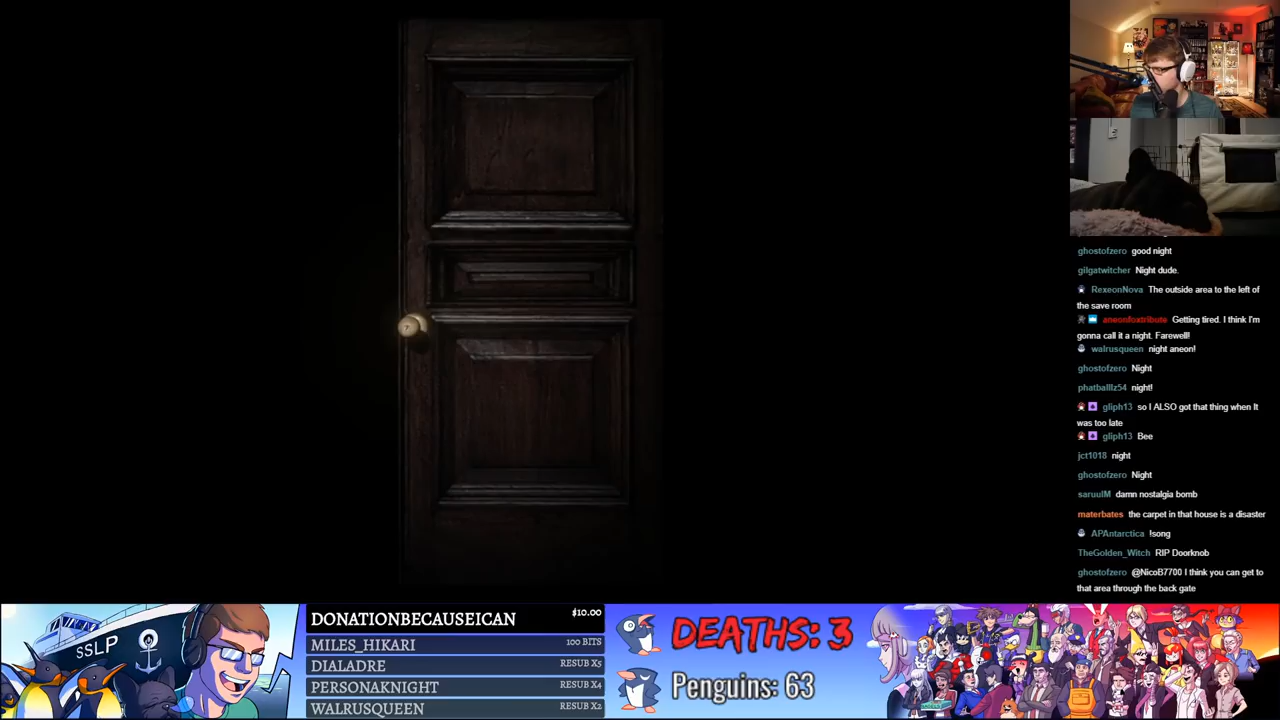 ghostofzero good night
gilgatwitcher Night dude.
RexeonNova The outside area to the left of
the save room
aneonfoxtribute Getting tired. I think I'm
gonna call it a night. Farewell!
walrusqueen night aneon!
ghostofzero Night
phatballlz54 night!
gliph13 so I ALSO got that thing when It
was too late
gliph13 Bee
jct1018 night
ghostofzero Night
saruulM damn nostalgia bomb
materbates the carpet in that house is a disaster
APAntarctica !song
TheGolden_Witch RIP Doorknob
ghostofzero @NicoB7700 I think you can get to
that area through the back gate
SSLP
DONATIONBECAUSEICAN $10.00
MILES_HIKARI 100 BITS
DIALADRE RESUB X5
PERSONAKNIGHT RESUB X4
WALRUSQUEEN RESUB X2
DEATHS: 3
Penguins: 63